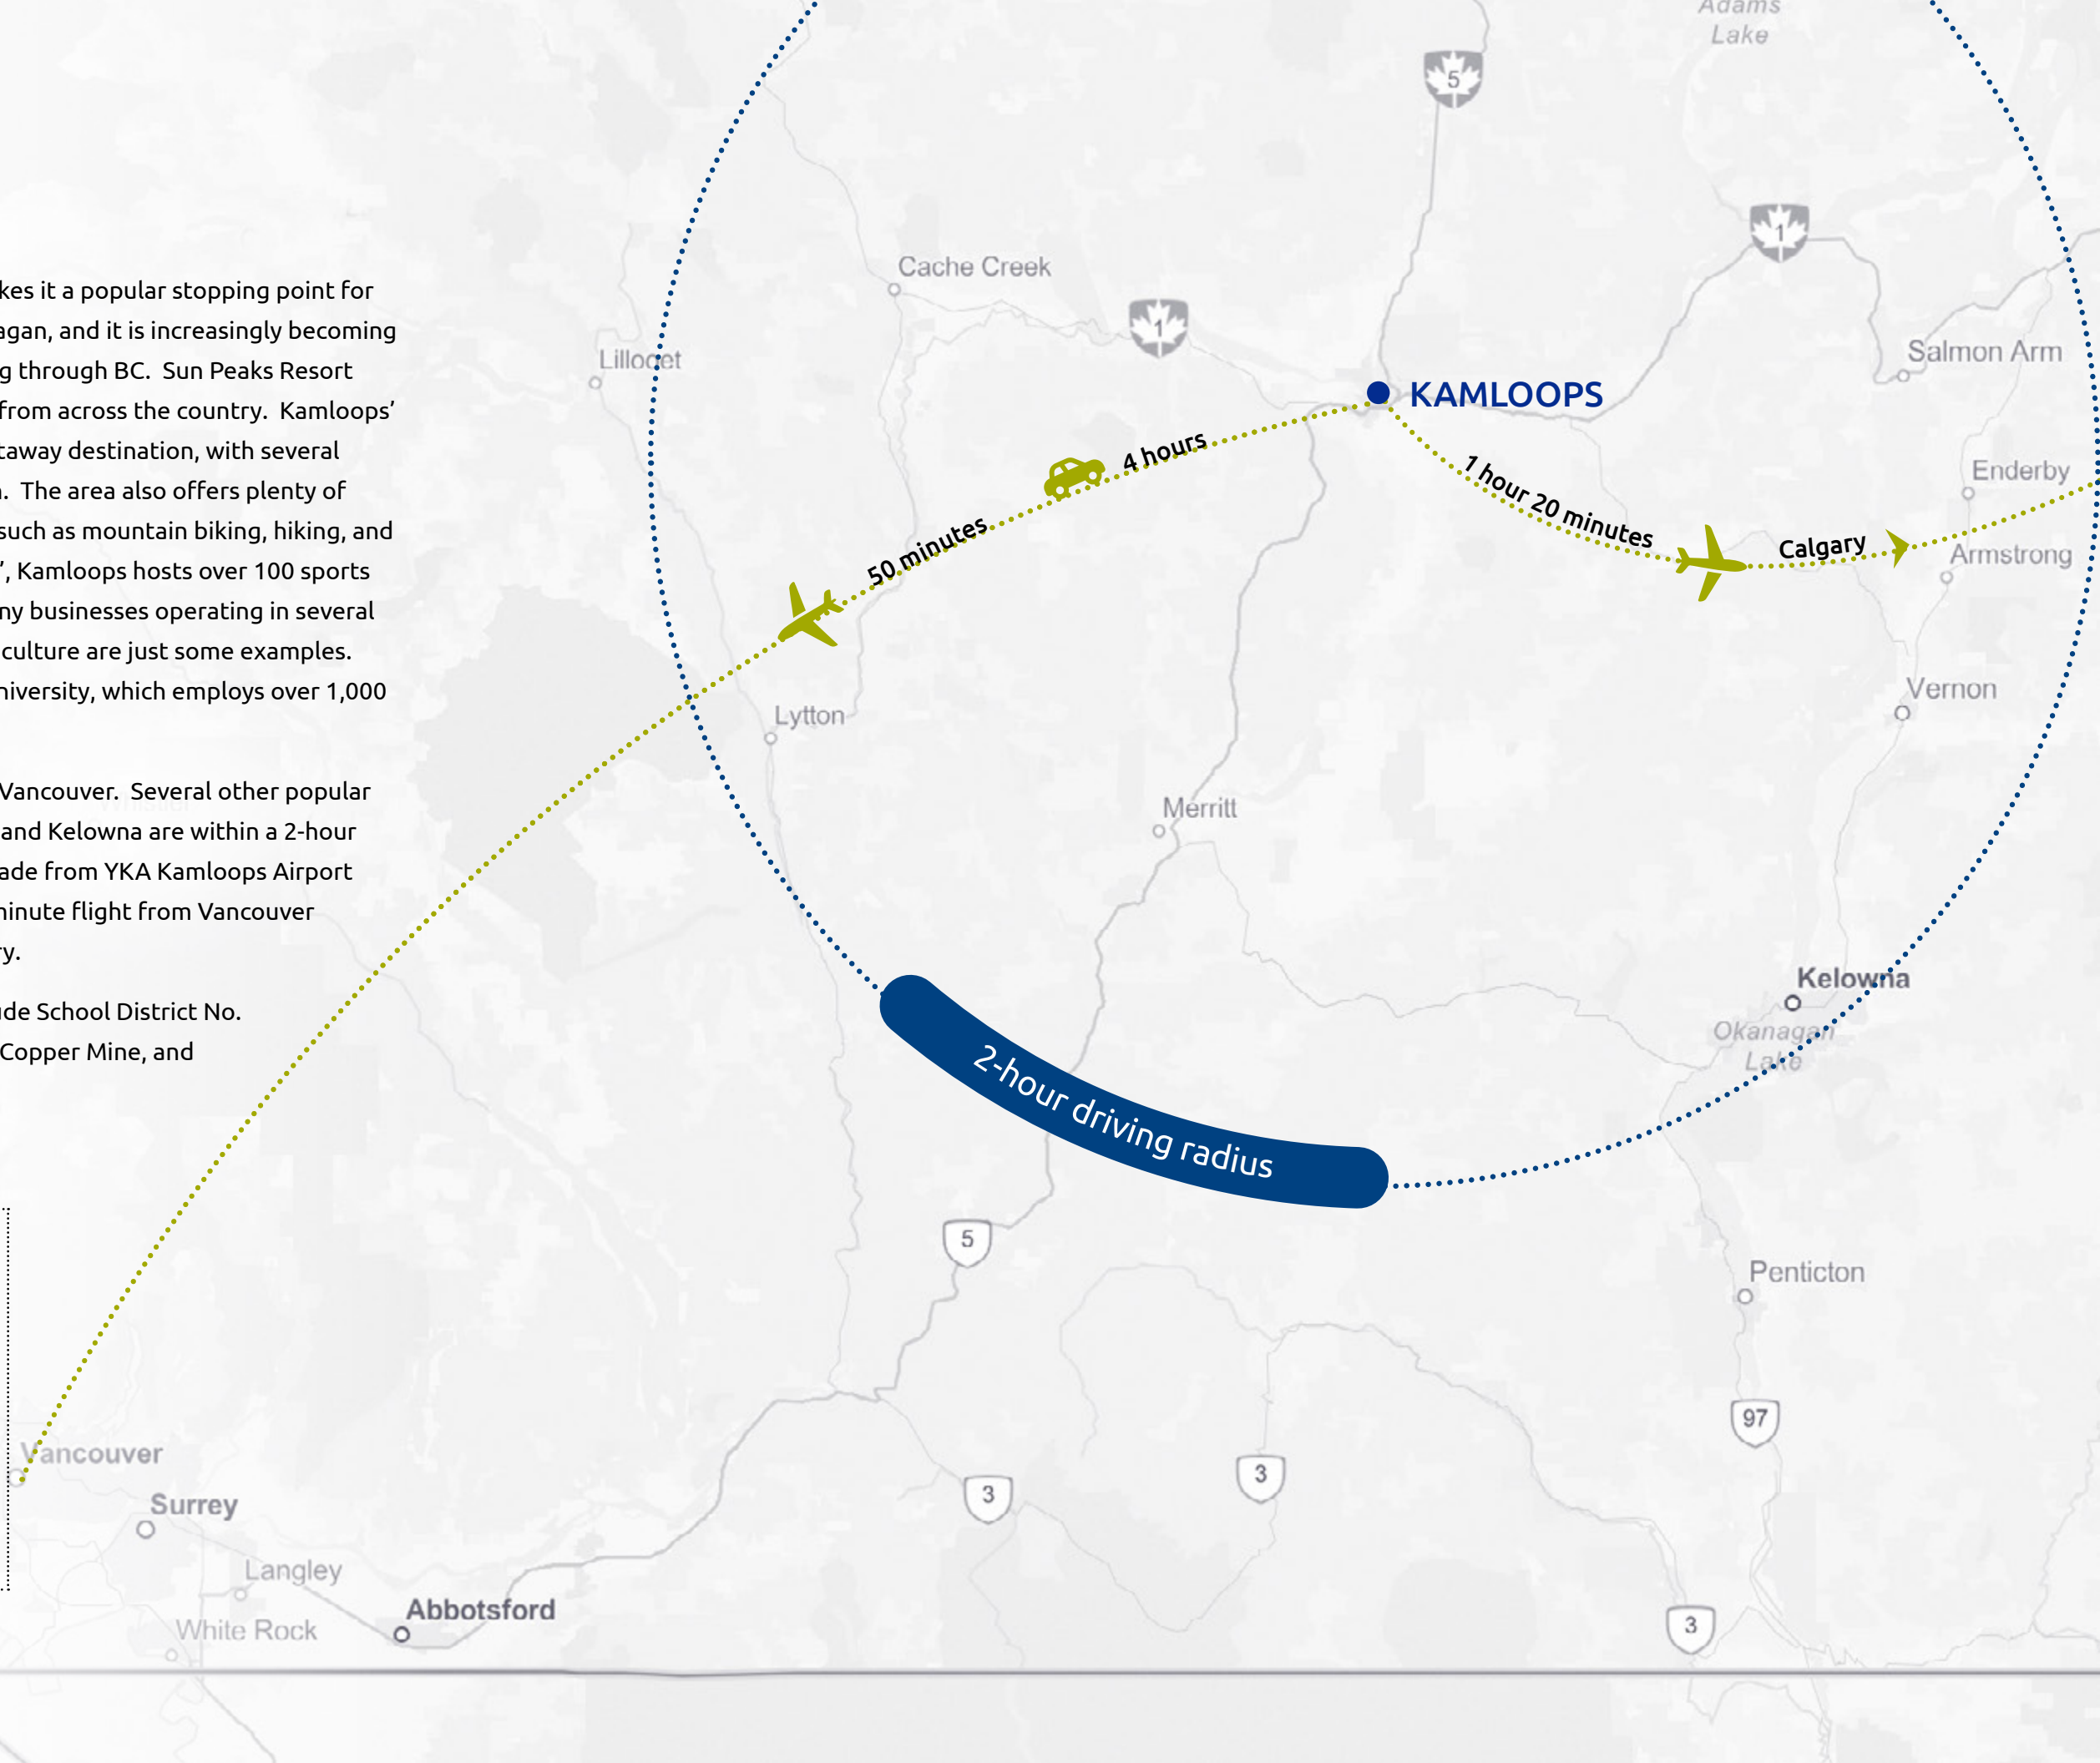 kes it a popular stopping point for
agan, and it is increasingly becoming
g through BC.  Sun Peaks Resort
from across the country.  Kamloops’
taway destination, with several
.  The area also offers plenty of
such as mountain biking, hiking, and
’, Kamloops hosts over 100 sports
ny businesses operating in several
culture are just some examples.
niversity, which employs over 1,000
Vancouver.  Several other popular
and Kelowna are within a 2-hour
ade from YKA Kamloops Airport
minute flight from Vancouver
ry.
ude School District No.
Copper Mine, and
Adams
Lake
5
1
Cache Creek
1
Lillooet
Salmon Arm
KAMLOOPS
4 hours
1 hour 20 minutes
Enderby
50 minutes
Calgary
Armstrong
Vernon
Lytton
Whistler
Merritt
Kelowna
Okanagan
Lake
2-hour driving radius
5
Penticton
97
Vancouver
3
3
Surrey
Langley
Abbotsford
White Rock
3